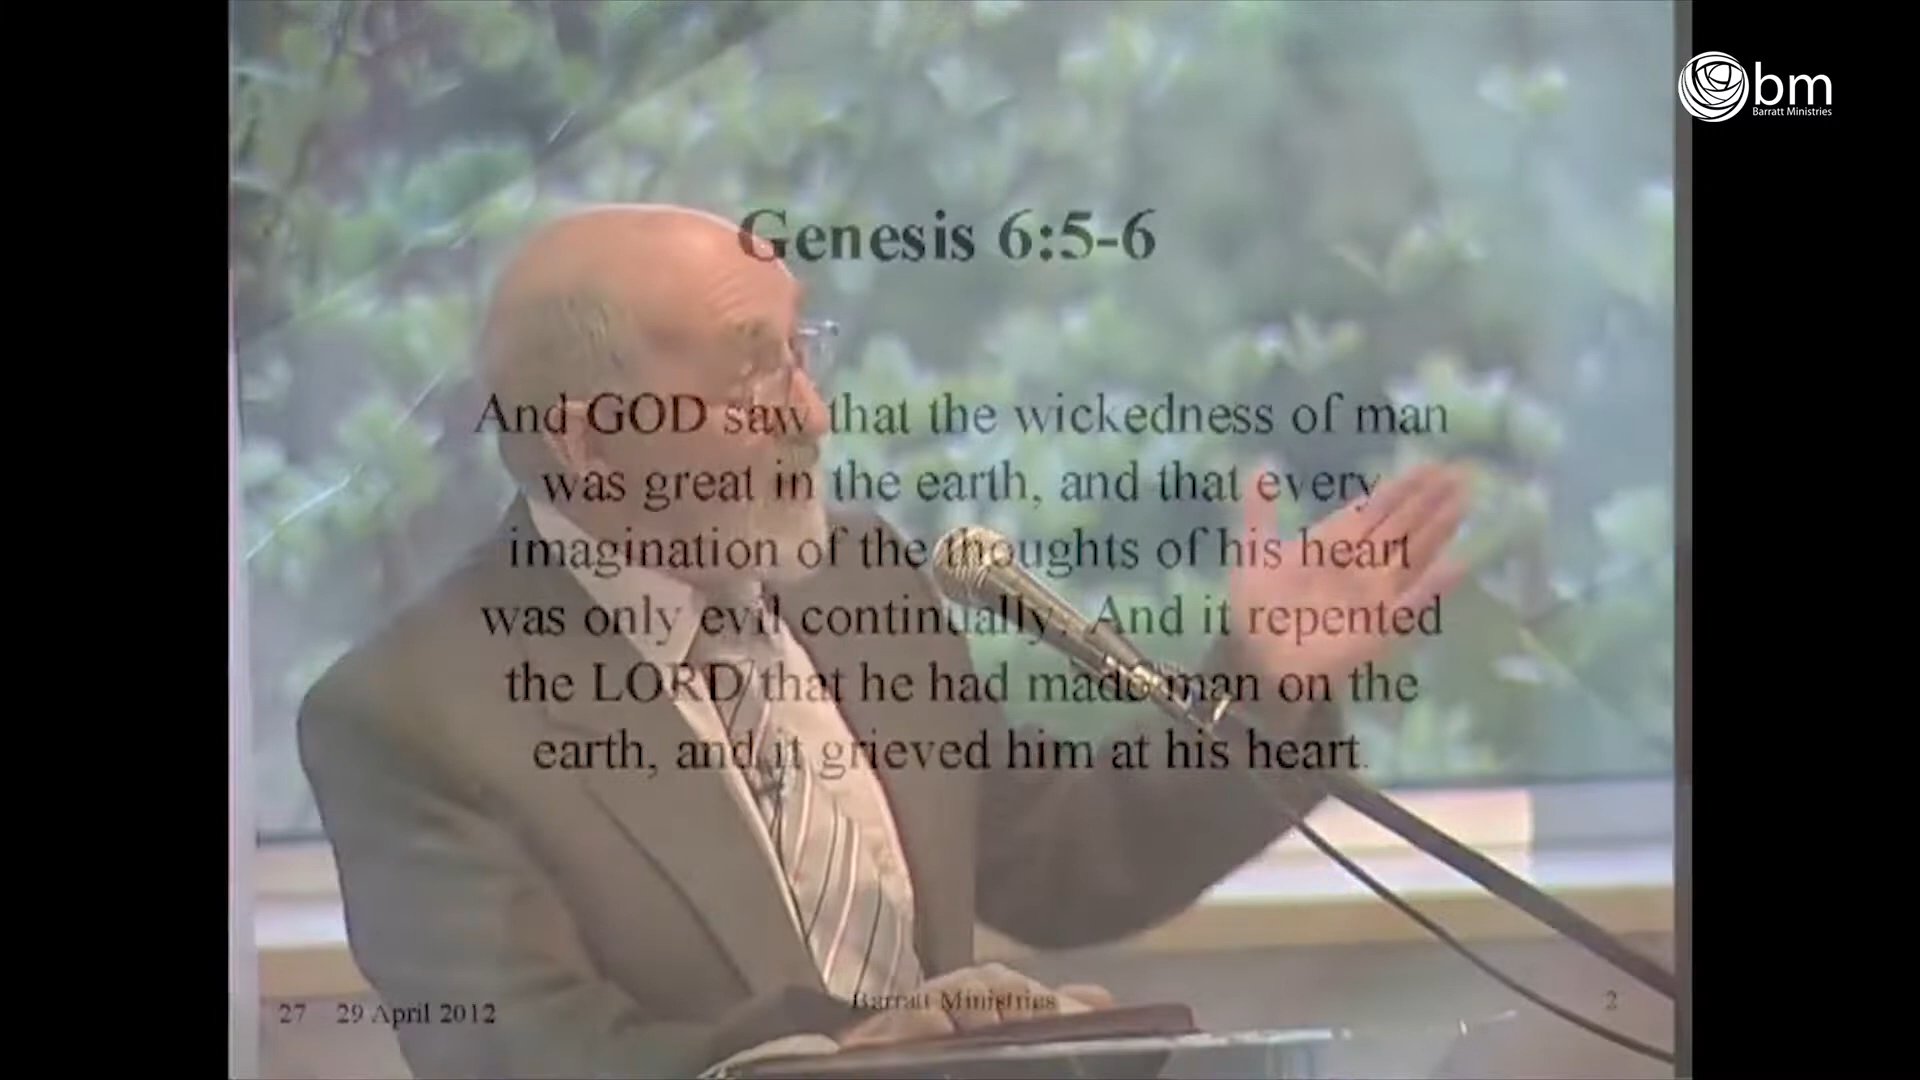 bm
Barratt Ministries
Genesis 6:5-6
And GOD saw that the wickedness of man
was great in the earth, and that every
imagination of the thoughts of his heart
was only evil continually. And it repented
the LORD that he had made man on the
earth, and it grieved him at his heart.
27 29 April 2012
Barratt Ministries
2